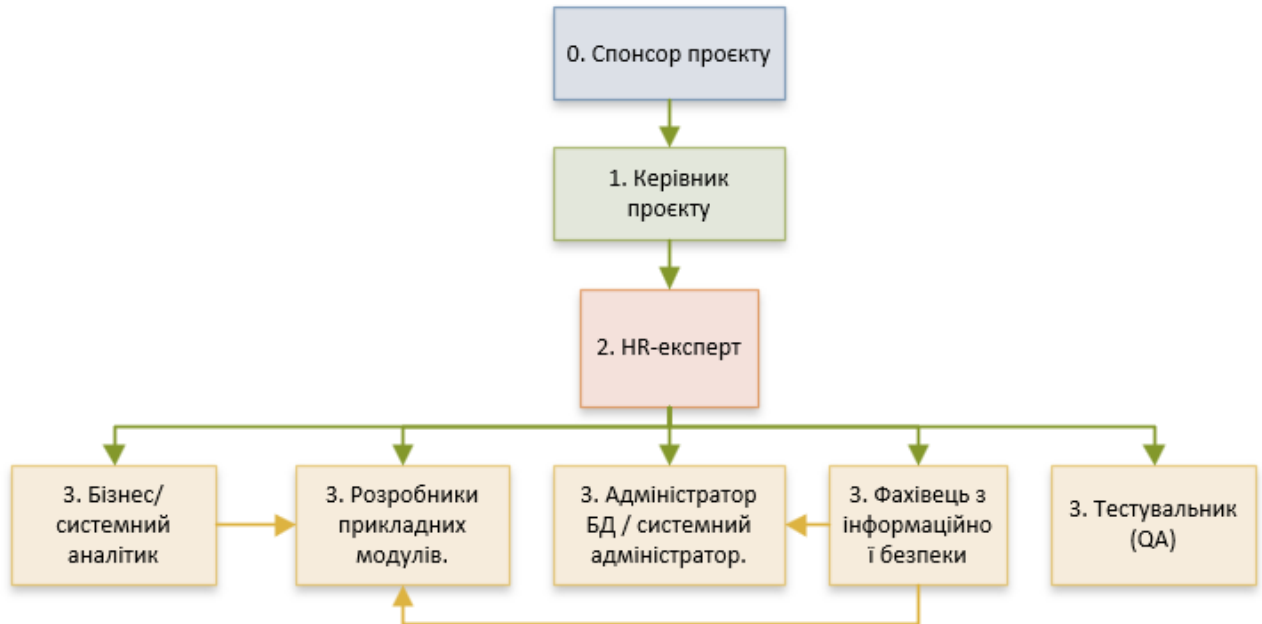 0. Спонсор проєкту
1. Керівник
проєкту
2. HR-експерт
3. Бізнес/
системний
аналітик
3. Розробники
прикладних
модулів.
3. Адміністратор
БД / системний
адміністратор.
3. Фахівець з
інформаційно
ї безпеки
3. Тестувальник
(QA)